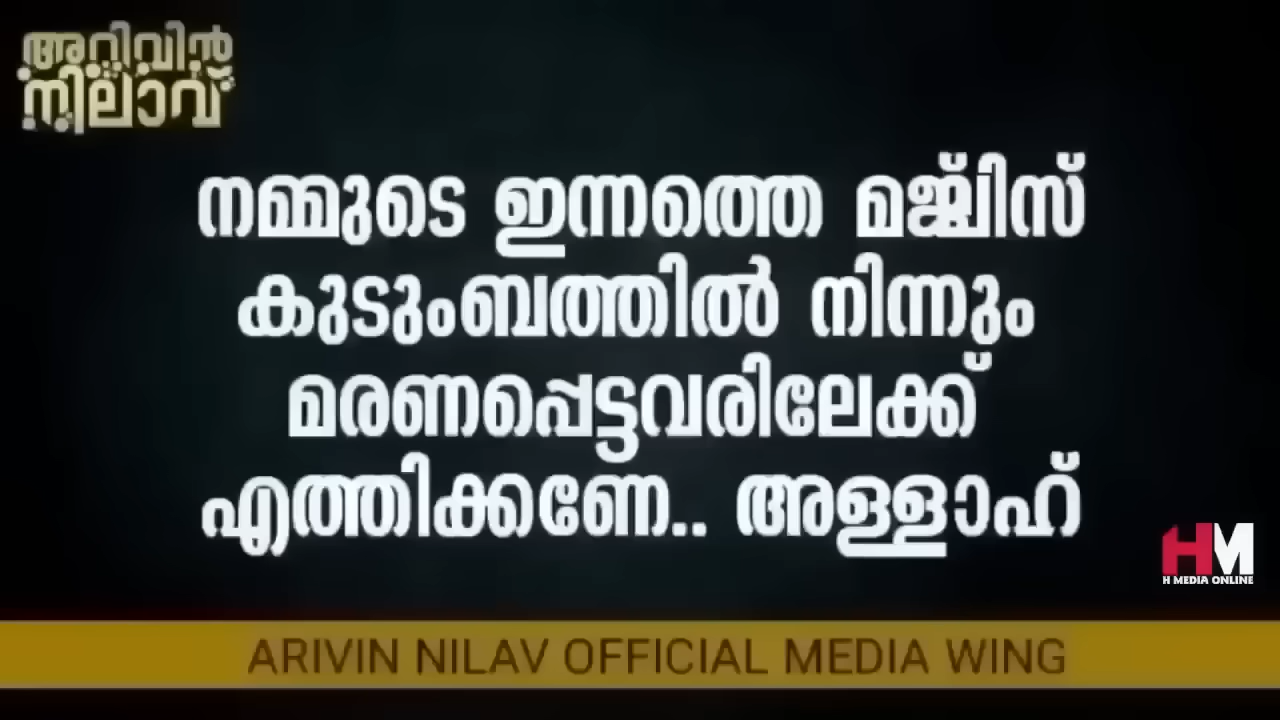 അറിവിൻ
നിലാവ്
നമ്മുടെ ഇന്നത്തെ മജ്ലിസ്
കുടുംബത്തിൽ നിന്നും
മരണപ്പെട്ടവരിലേക്ക്
എത്തിക്കണേ.. അള്ളാഹ്
HM
H MEDIA ONLINE
ARIVIN NILAV OFFICIAL MEDIA WING